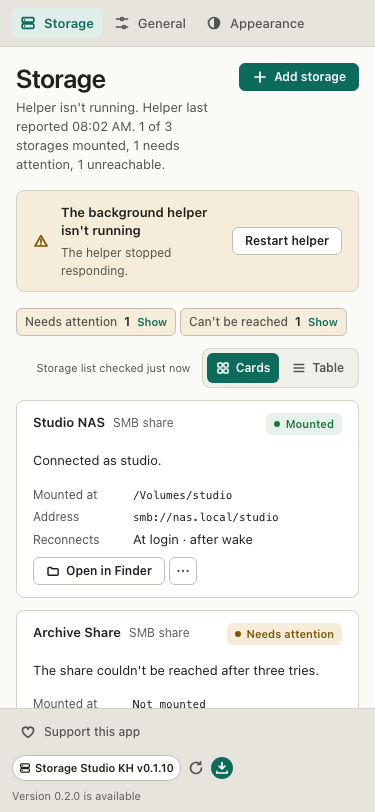 Storage General Appearance
Storage
Add storage
Helper isn't running. Helper last
reported 08:02 AM. 1 of 3
storages mounted, 1 needs
attention, 1 unreachable.
The background helper
isn't running
The helper stopped
responding.
Restart helper
Needs attention 1 Show Can't be reached 1 Show
Storage list checked just now Cards Table
Studio NAS SMB share Mounted
Connected as studio.
Mounted at /Volumes/studio
Address smb://nas.local/studio
Reconnects At login · after wake
Open in Finder ...
Archive Share SMB share Needs attention
The share couldn't be reached after three tries.
Mounted at Not mounted
Support this app
Storage Studio KH v0.1.10
Version 0.2.0 is available